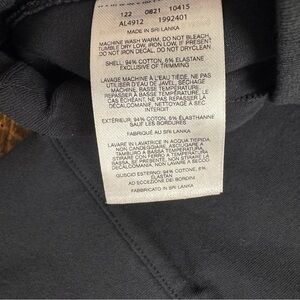 122 0821 10415
AL4912 1992401
MADE IN SRI LANKA
MACHINE WASH WARM, DO NOT BLEACH,
TUMBLE DRY LOW, IRON LOW, IF PRESENT
DO NOT IRON DECAL, DO NOT DRYCLEAN.
SHELL: 94% COTTON, 6% ELASTANE
EXCLUSIVE OF TRIMMING
LAVAGE MACHINE À L'EAU TIÈDE, NE PAS
UTILISER D'EAU DE JAVEL, SÉCHAGE
MACHINE, BASSE TEMPÉRATURE,
REPASSER À BASSE TEMPÉRATURE, LE
CAS ÉCHÉANT, NE PAS REPASSER LA
DÉCALCOMANIE, NETTOYAGE À SEC
INTERDIT
EXTÉRIEUR: 94% COTON, 6% ÉLASTHANNE
SAUF LES BORDURES
FABRIQUÉ AU SRI LANKA
LAVARE IN LAVATRICE IN ACQUA TIEPIDA,
NON CANDEGGIARE, ASCIUGARE A
TAMBURO A BASSA TEMPERATURA,
STIRARE CON FERRO A TEMPERATURA
BASSA, SE PRESENTE NON STIRARE LA
DECALCOMANIA, NON LAVARE A
SECCO
GUSCIO ESTERNO: 94% COTONE, 6%
ELASTAN
AD ECCEZIONE DEI BORDINI
FABBRICATO IN SRI LANKA